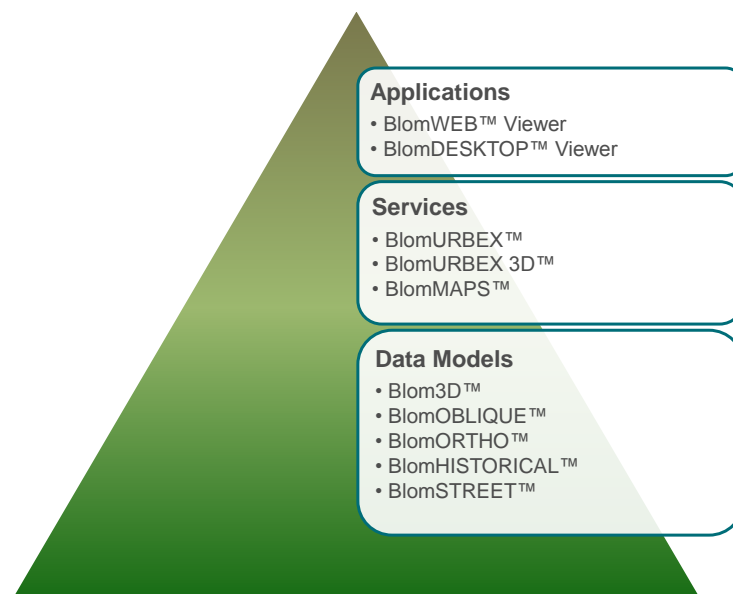 Applications
• BlomWEB™ Viewer
• BlomDESKTOP™ Viewer
Services
• BlomURBEX™
• BlomURBEX 3D™
• BlomMAPS™
Data Models
• Blom3D™
• BlomOBLIQUE™
• BlomORTHO™
• BlomHISTORICAL™
• BlomSTREET™